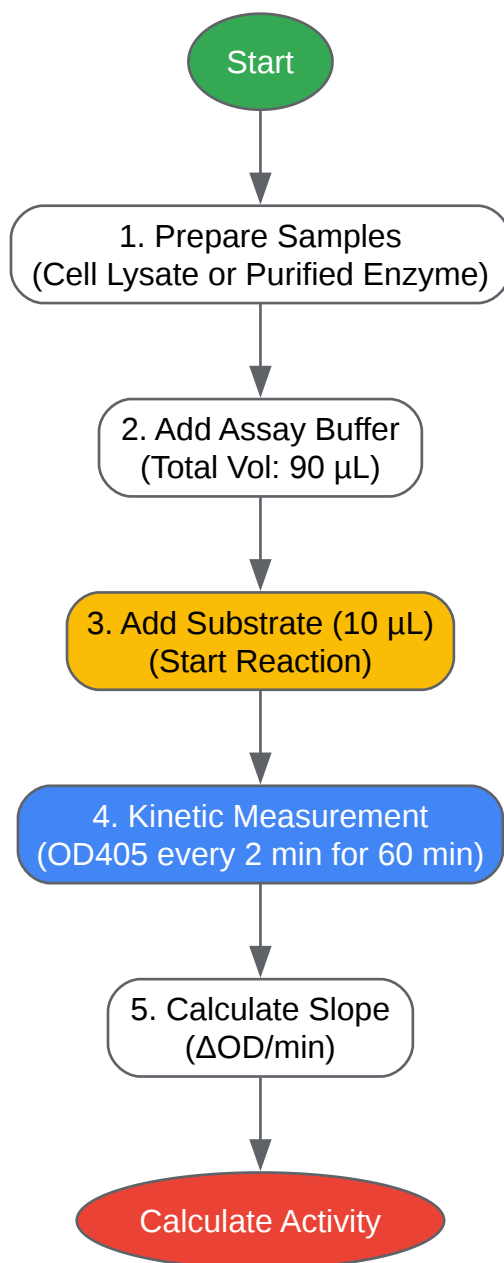 Start
1. Prepare Samples
(Cell Lysate or Purified Enzyme)
2. Add Assay Buffer
(Total Vol: 90 µL)
3. Add Substrate (10 µL)
(Start Reaction)
4. Kinetic Measurement
(OD405 every 2 min for 60 min)
5. Calculate Slope
(ΔOD/min)
Calculate Activity